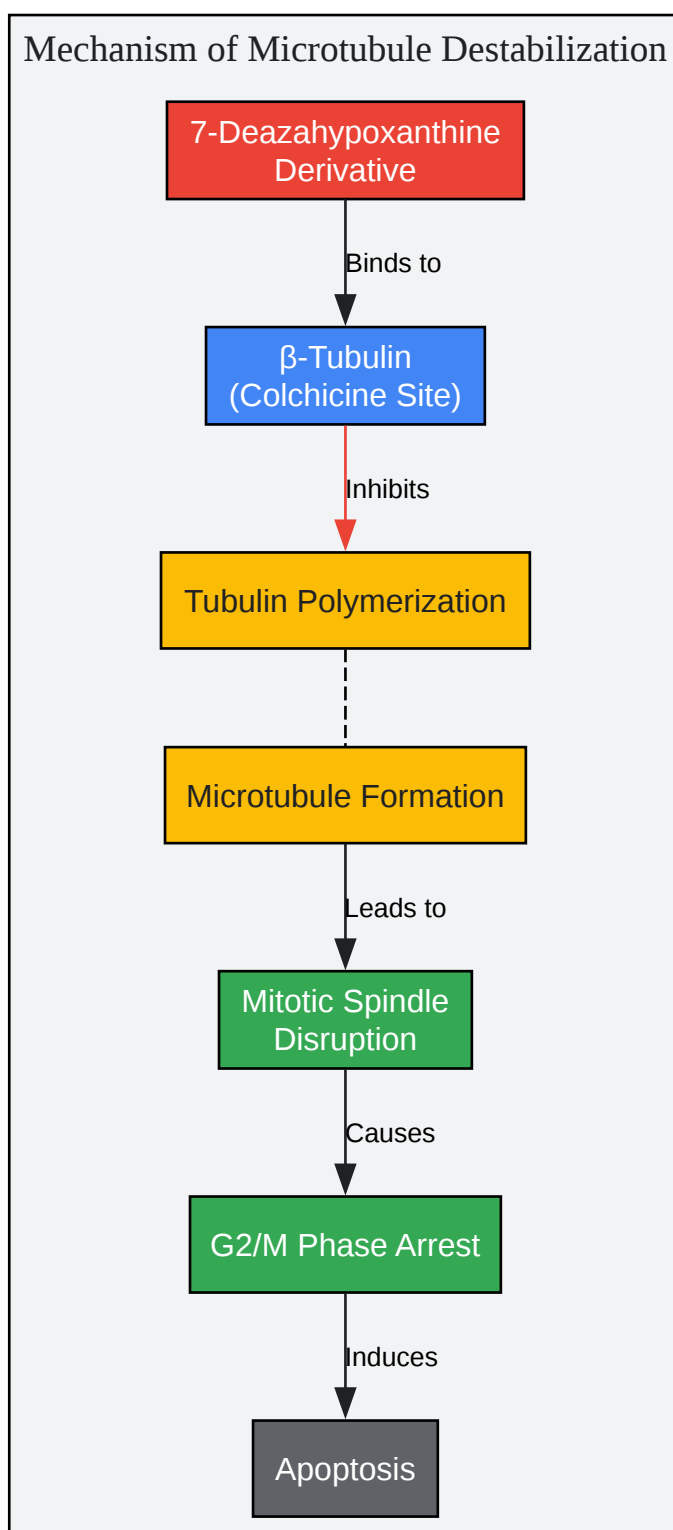 Mechanism of Microtubule Destabilization
7-Deazahypoxanthine
Derivative
Binds to
β-Tubulin
(Colchicine Site)
Inhibits
Tubulin Polymerization
Microtubule Formation
Leads to
Mitotic Spindle
Disruption
Causes
G2/M Phase Arrest
Induces
Apoptosis